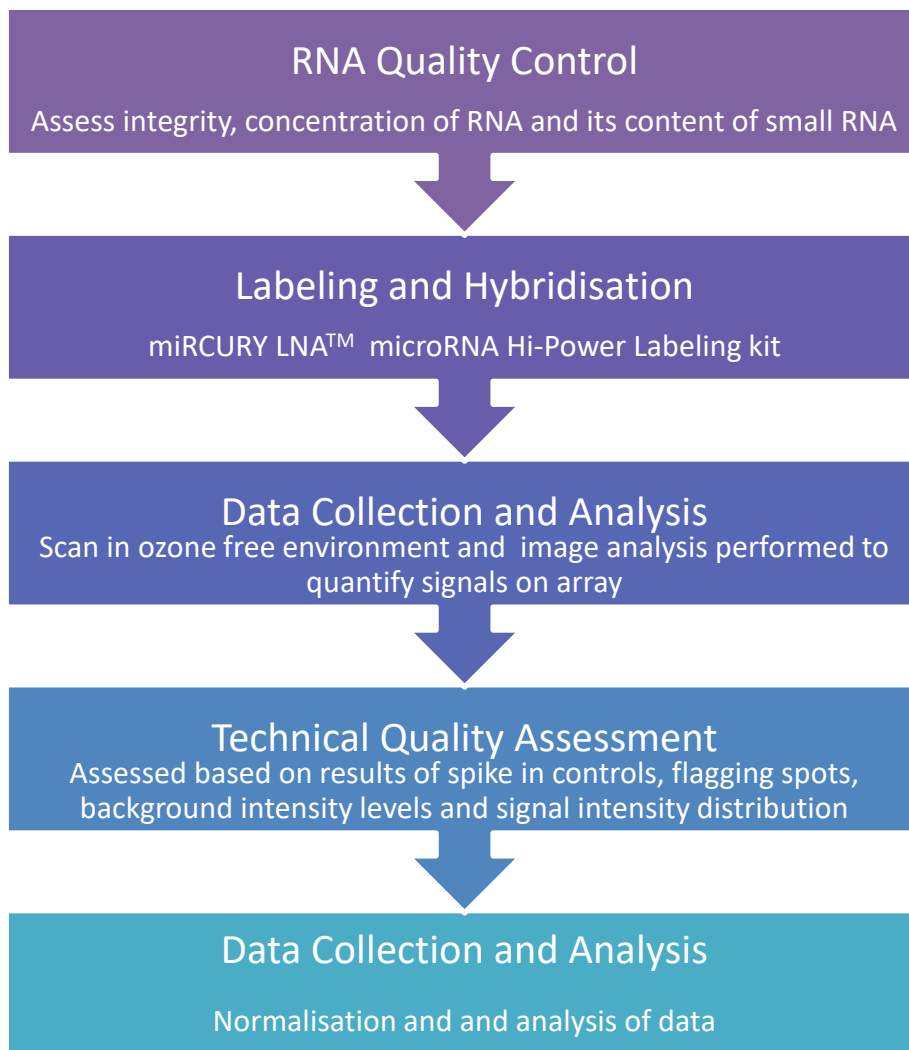 RNA Quality Control
Assess integrity, concentration of RNA and its content of small RNA
Labeling and Hybridisation
miRCURY LNA™ microRNA Hi-Power Labeling kit
Data Collection and Analysis
Scan in ozone free environment and image analysis performed to
quantify signals on array
Technical Quality Assessment
Assessed based on results of spike in controls, flagging spots,
background intensity levels and signal intensity distribution
Data Collection and Analysis
Normalisation and and analysis of data